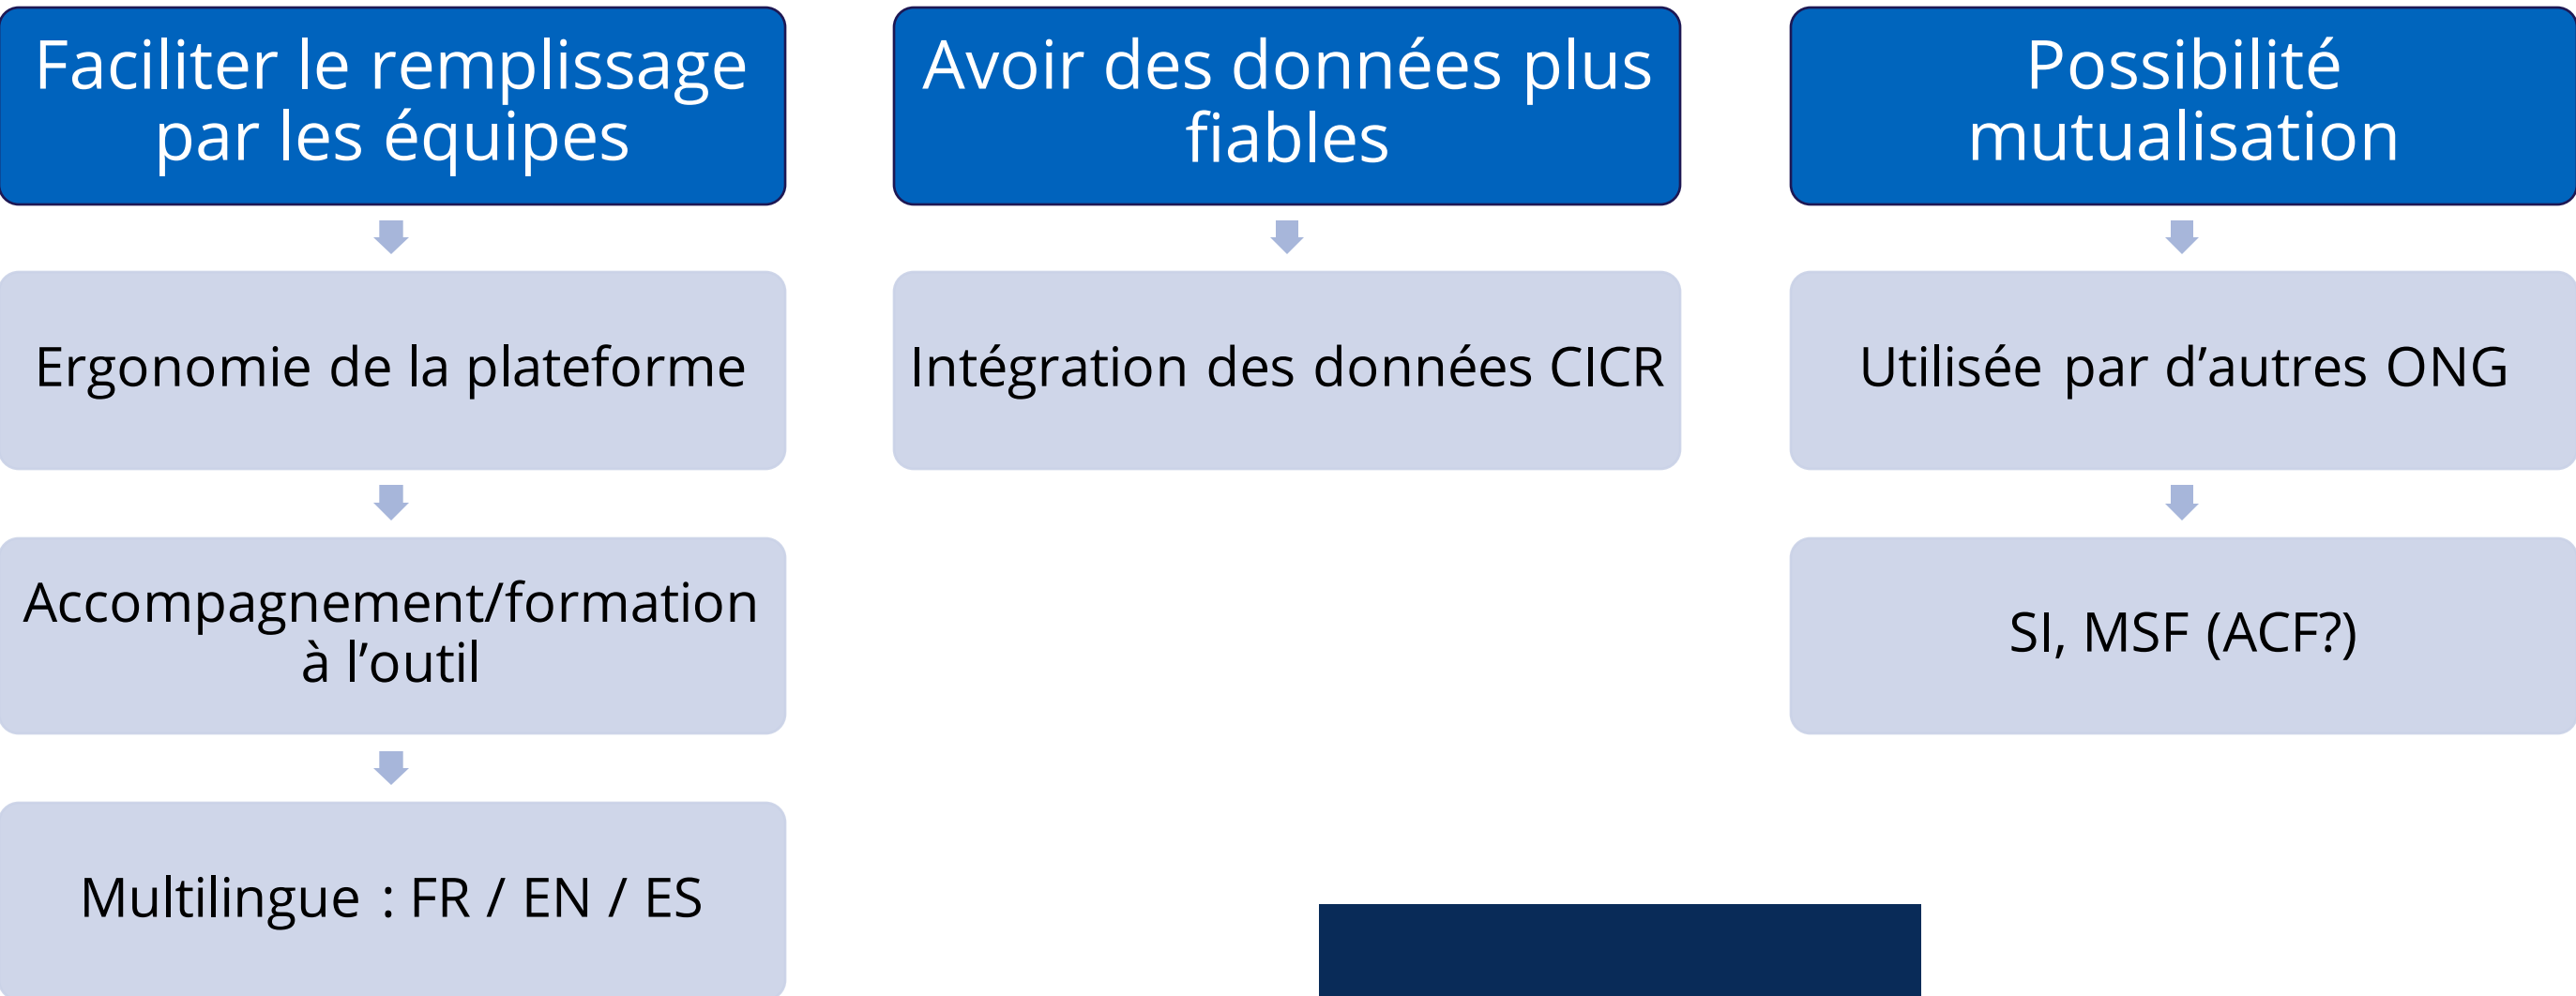 Faciliter le remplissage
par les équipes
Ergonomie de la plateforme
Accompagnement/formation
à l’outil
Multilingue : FR / EN / ES
Avoir des données plus
fiables
Intégration des données CICR
Possibilité
mutualisation
Utilisée par d’autres ONG
SI, MSF (ACF?)